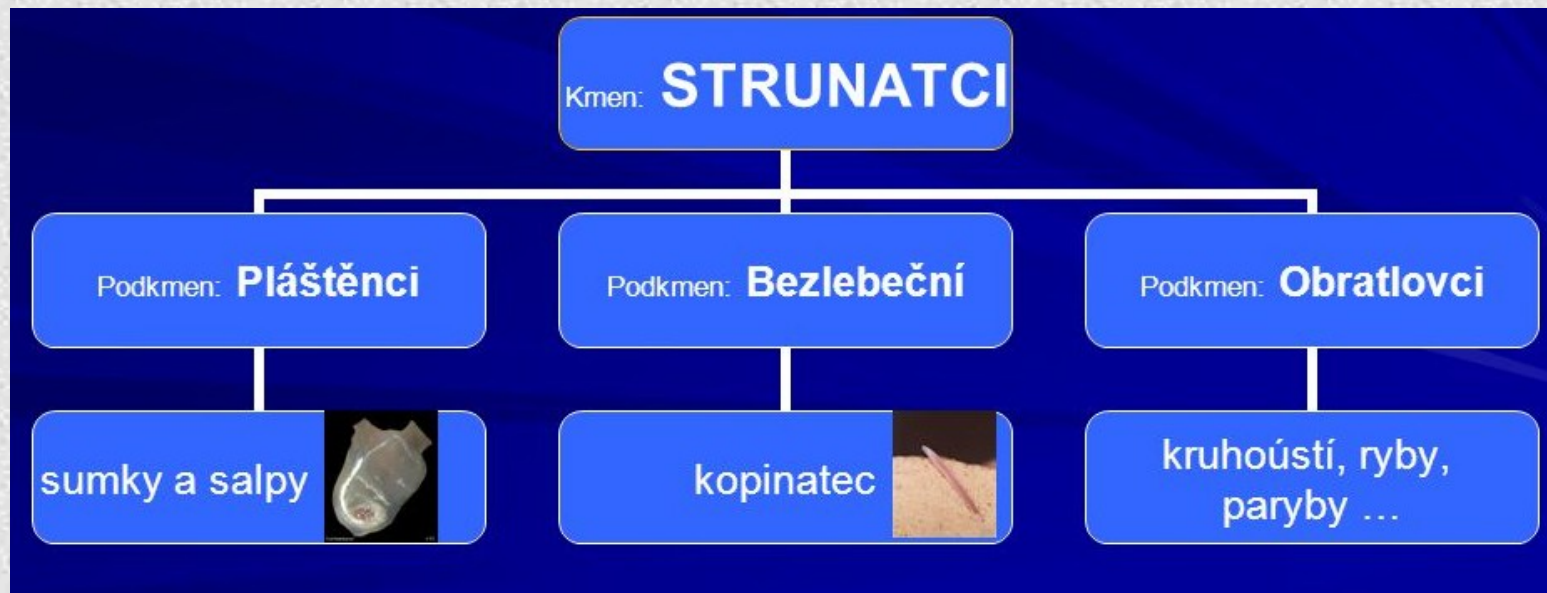 Kmen: STRUNATCI
Podkmen: Pláštěnci
Podkmen: Bezlebeční
Podkmen: Obratlovci
sumky a salpy
kopinatec
kruhoústí, ryby,
paryby ...